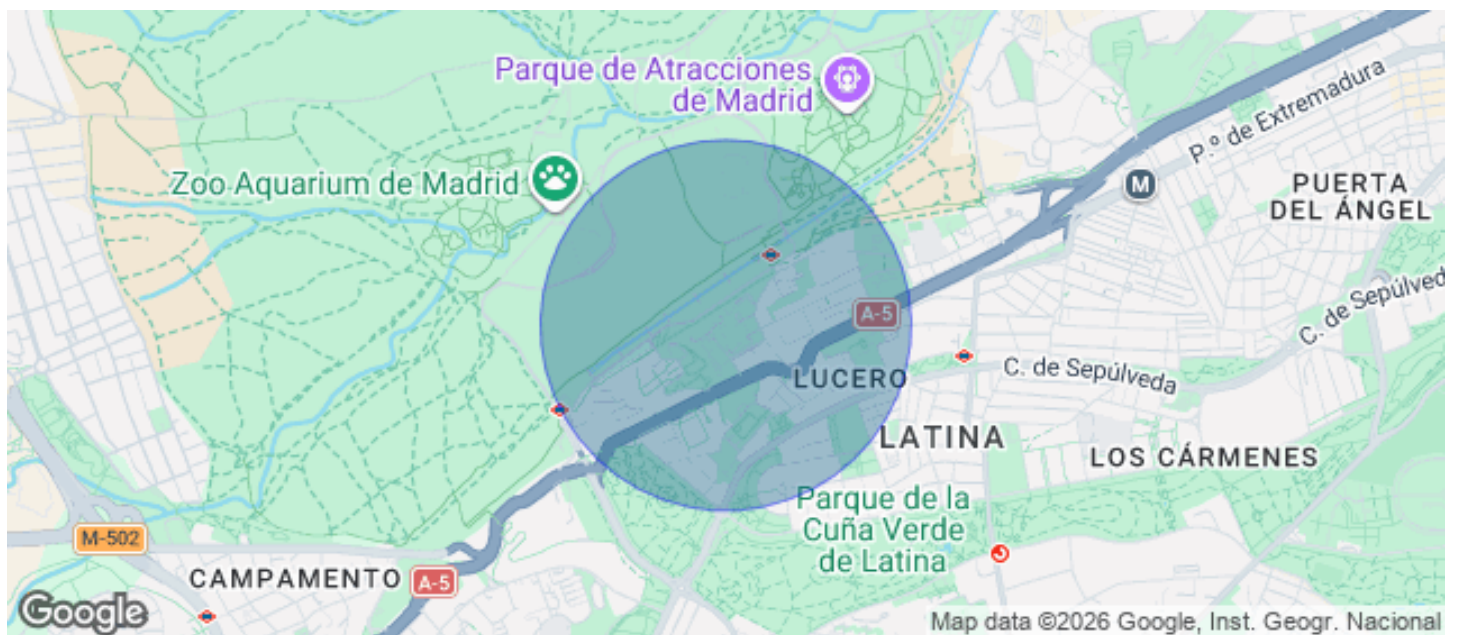 Parque de Atracciones
de Madrid
Zoo Aquarium de Madrid
P.º de Extremadura
M
PUERTA
DEL ÁNGEL
A-5
C. de Sepúlved
LUCERO
C. de Sepúlveda
LATINA
LOS CÁRMENES
Parque de la
Cuña Verde
de Latina
M-502
CAMPAMENTO
A-5
Google
Map data ©2026 Google, Inst. Geogr. Nacional